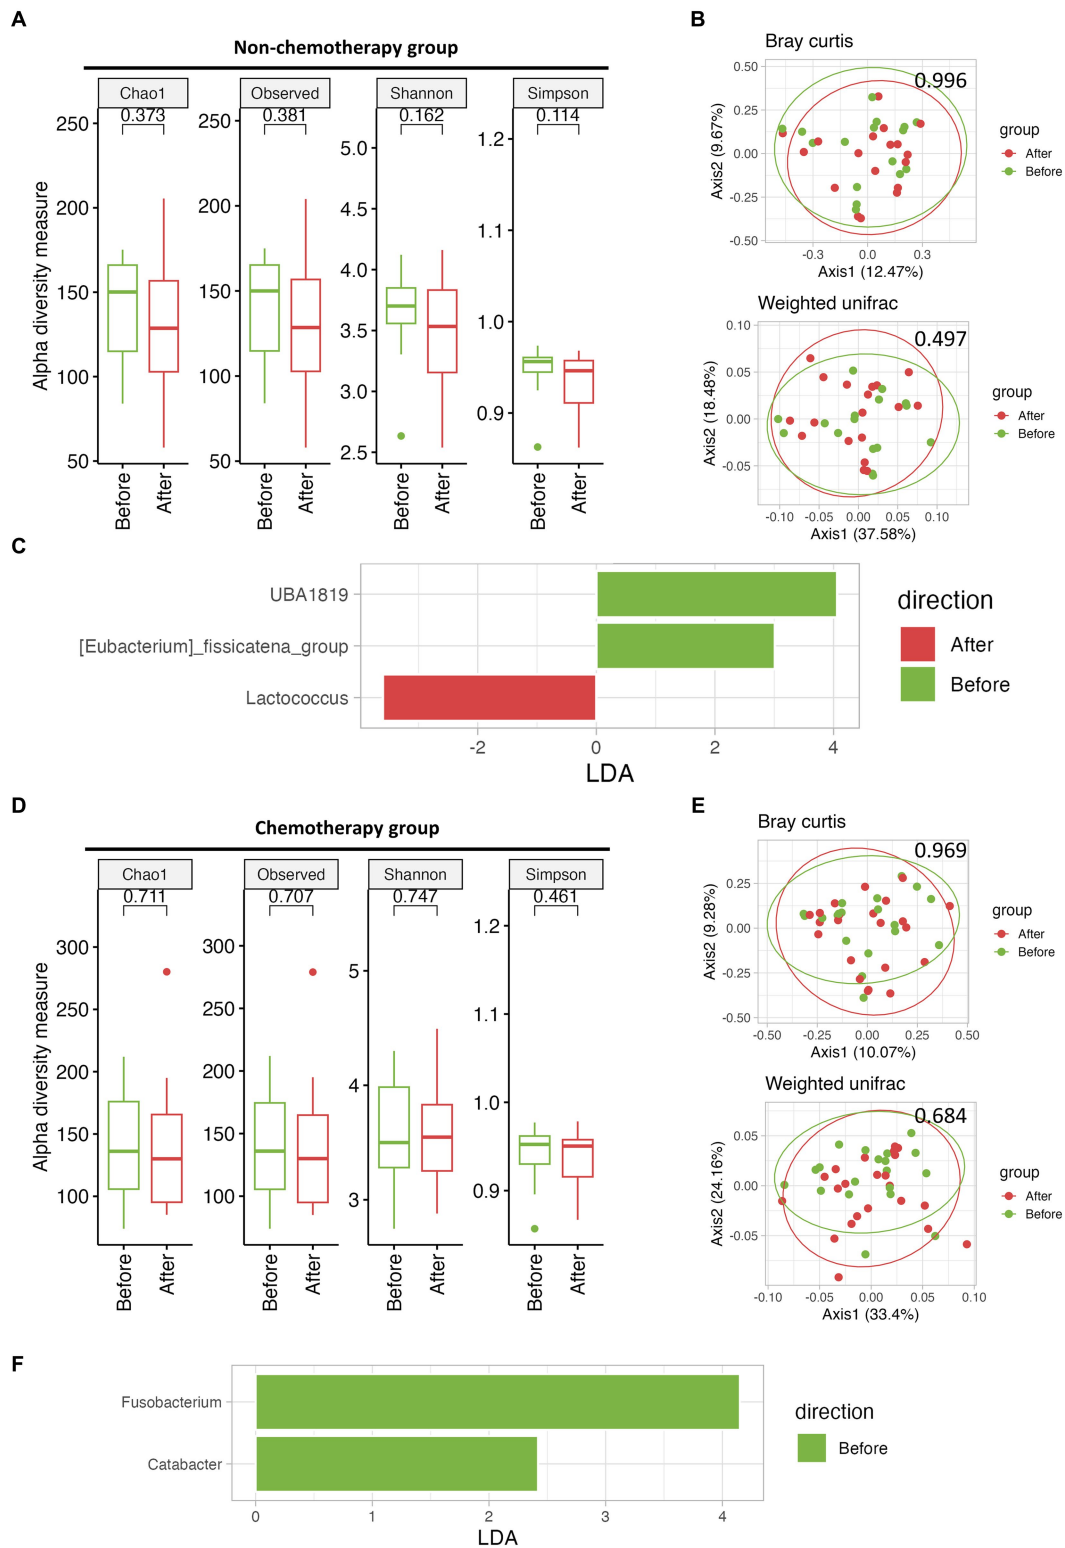 A
Non-chemotherapy group
Chao1 Observed Shannon Simpson
0.373 0.381 0.162 0.114
Alpha diversity measure
250
200
150
100
50
250
200
150
100
50
5.0
4.5
4.0
3.5
3.0
2.5
1.2
1.1
1.0
0.9
Before After Before After Before After Before After
B
Bray curtis
0.996
Axis2 (9.67%)
0.50
0.25
0.00
-0.25
-0.50
-0.3 0.0 0.3
Axis1 (12.47%)
group
After
Before
Weighted unifrac
0.497
Axis2 (18.48%)
0.10
0.05
0.00
-0.05
-0.10 -0.05 0.00 0.05 0.10
Axis1 (37.58%)
group
After
Before
C
UBA1819
[Eubacterium]_fissicatena_group
Lactococcus
-2 0 2 4
LDA
direction
After
Before
D
Chemotherapy group
Chao1 Observed Shannon Simpson
0.711 0.707 0.747 0.461
Alpha diversity measure
300
250
200
150
100
300
250
200
150
100
5
4
3
1.2
1.1
1.0
0.9
Before After Before After Before After Before After
E
Bray curtis
0.969
Axis2 (9.28%)
0.25
0.00
-0.25
-0.50
-0.50 -0.25 0.00 0.25 0.50
Axis1 (10.07%)
group
After
Before
Weighted unifrac
0.684
Axis2 (24.16%)
0.05
0.00
-0.05
-0.10 -0.05 0.00 0.05 0.10
Axis1 (33.4%)
group
After
Before
F
Fusobacterium
Catabacter
0 1 2 3 4
LDA
direction
Before